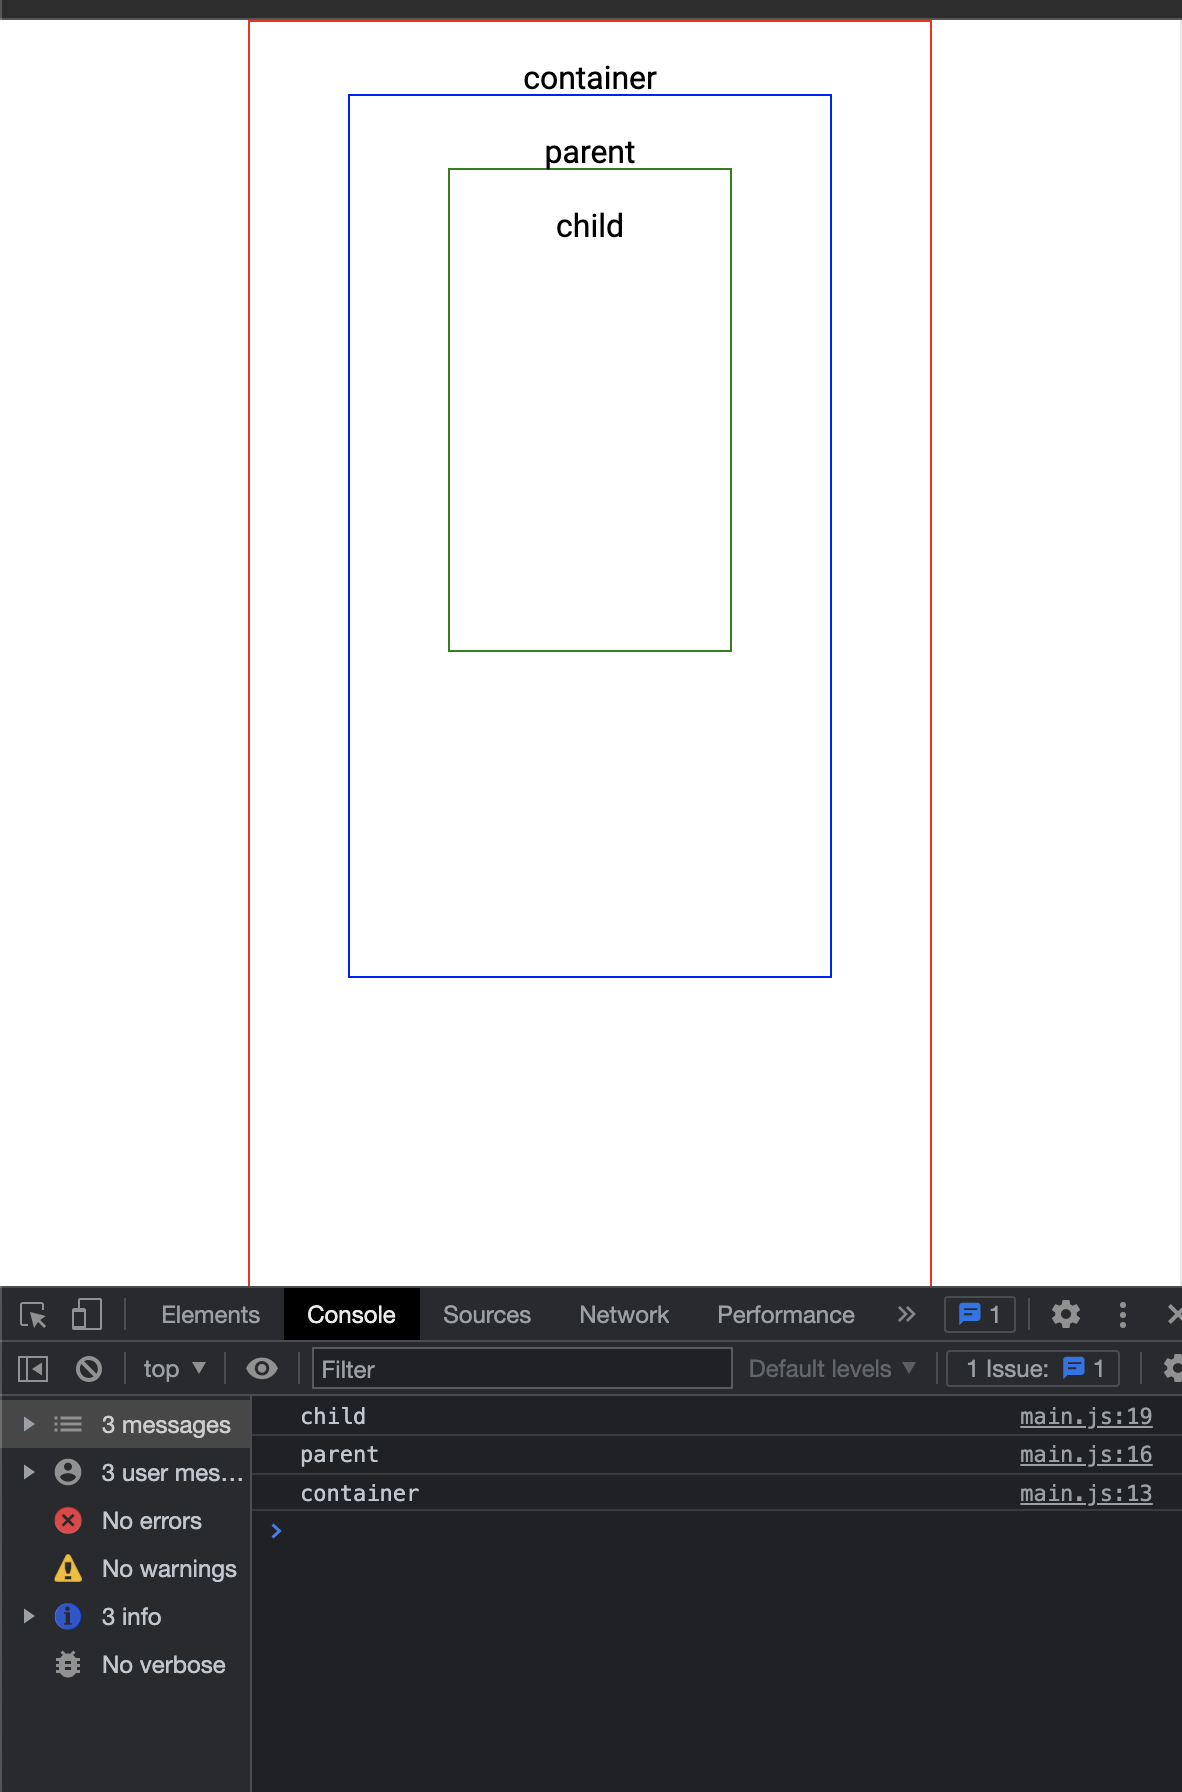 container
parent
child
Elements Console Sources Network Performance 1
top Filter Default levels 1 Issue: 1
3 messages
3 user mes…
No errors
No warnings
3 info
No verbose
child main.js:19
parent main.js:16
container main.js:13